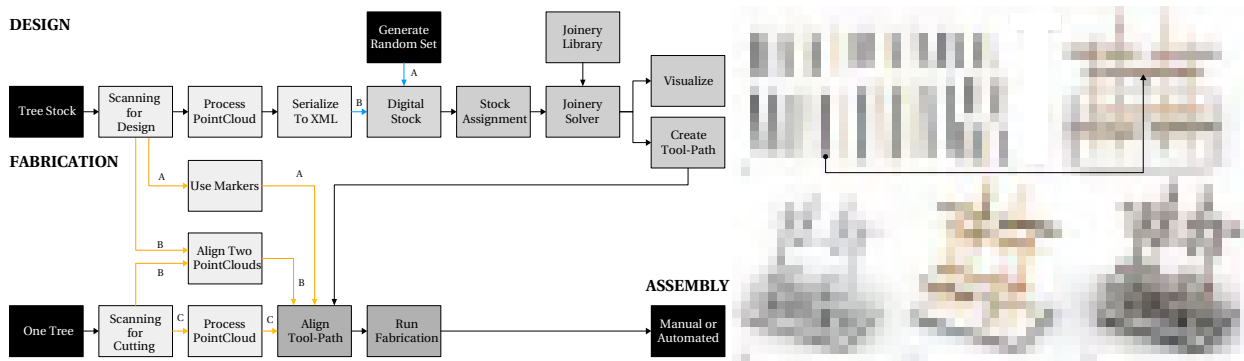 DESIGN
Generate
Random Set
Joinery
Library
A
Visualize
Tree Stock
Scanning
for
Design
Process
PointCloud
Serialize
To XML
B
Digital
Stock
Stock
Assignment
Joinery
Solver
Create
Tool-Path
FABRICATION
A
Use Markers
A
B
Align Two
PointClouds
B
B
ASSEMBLY
One Tree
Scanning
for
Cutting
C
Process
PointCloud
C
Align
Tool-Path
Run
Fabrication
Manual or
Automated